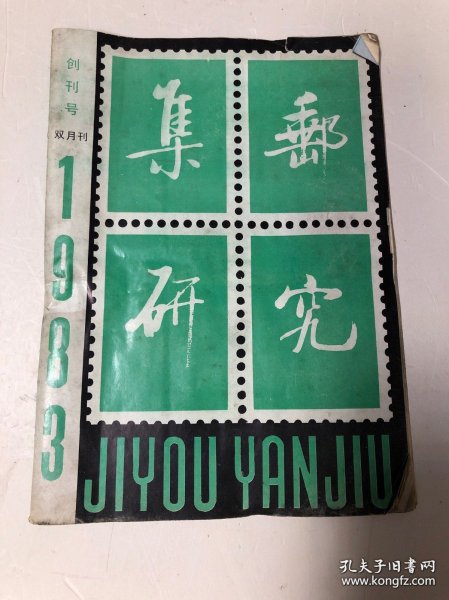 创刊号
双月刊
1983
集郵
研究
JIYOU YANJIU
孔夫子旧书网
www.kongfz.com